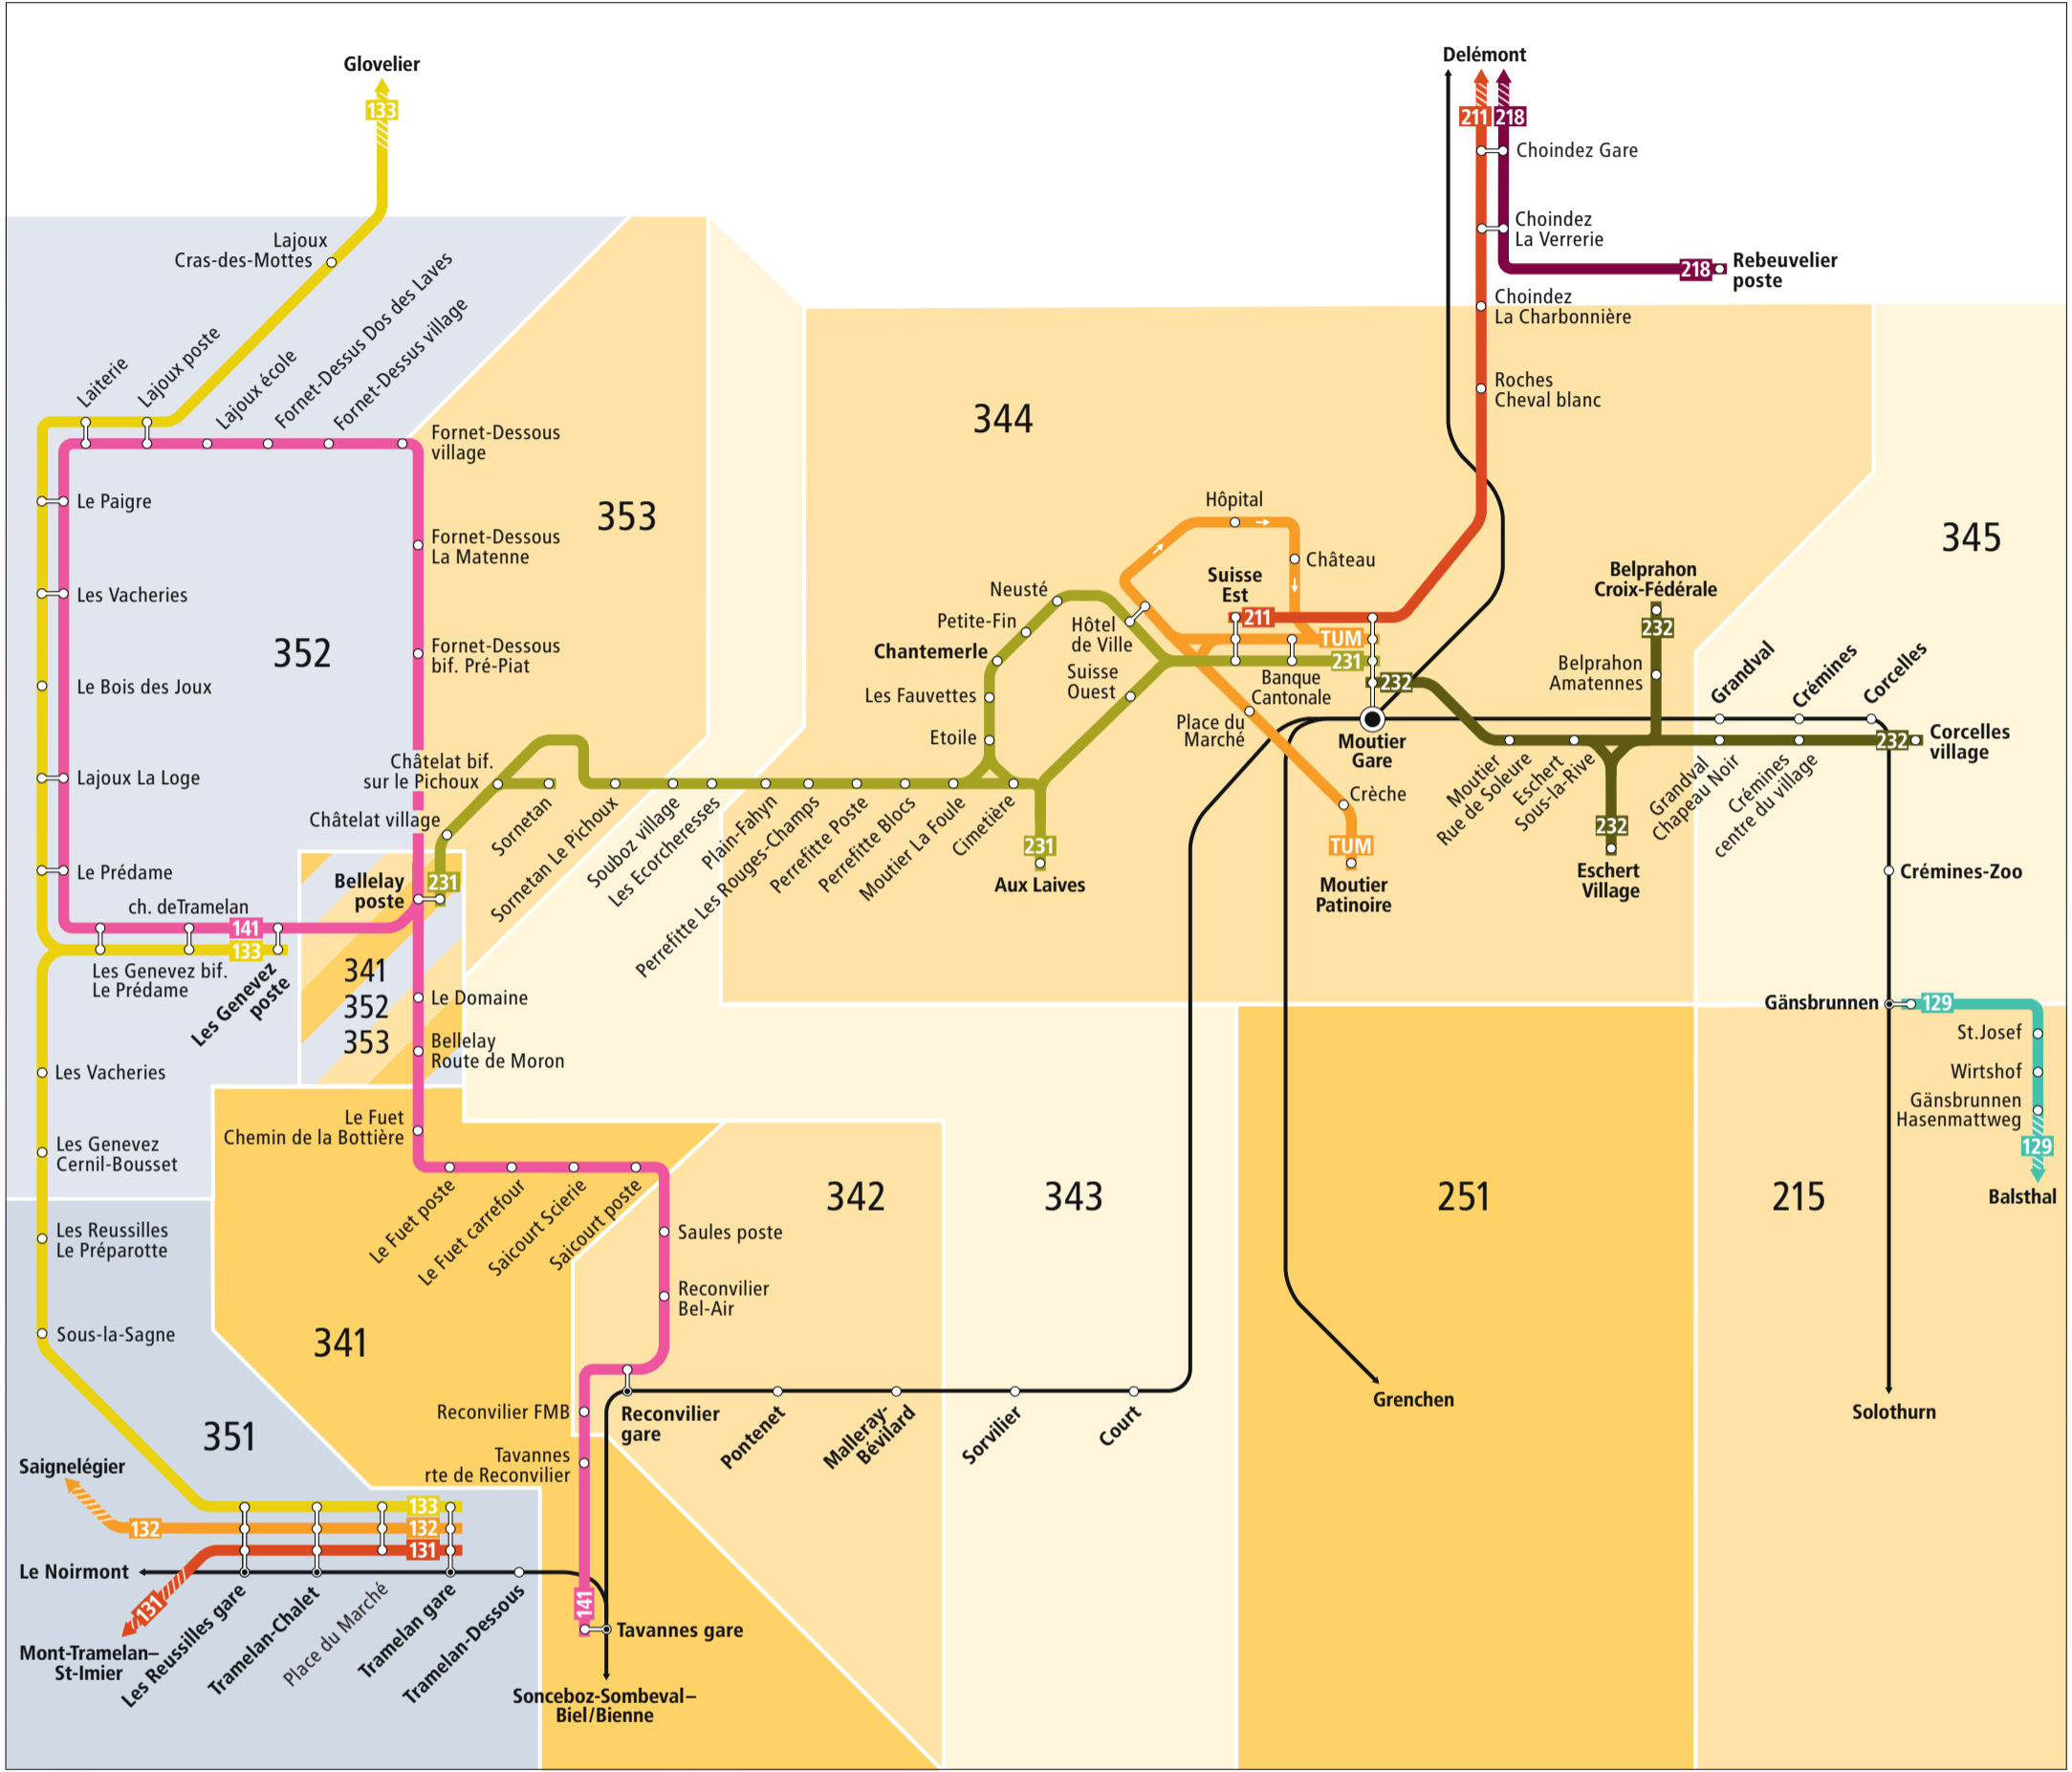 Glovelier
133
Delémont
211
218
Choindez Gare
Choindez
La Verrerie
218
Rebeuvelier
poste
Choindez
La Charbonnière
Roches
Cheval blanc
Lajoux
Cras-des-Mottes
Laiterie
Lajoux poste
Lajoux école
Fornet-Dessus Dos des Laves
Fornet-Dessus village
Fornet-Dessous
village
Le Paigre
Fornet-Dessous
La Matenne
Les Vacheries
352
Fornet-Dessous
bif. Pré-Piat
Le Bois des Joux
Lajoux La Loge
Le Prédame
353
344
345
Châtelat bif.
sur le Pichoux
Châtelat village
Sornetan
Sornetan Le Pichoux
Souboz village
Les Ecorcheresses
Plain-Fahyn
Perrefitte Les Rouges-Champs
Perrefitte Poste
Perrefitte Blocs
Moutier La Foule
Cimetière
231
Aux Laives
Etoile
Les Fauvettes
Chantemerle
Petite-Fin
Neusté
Hôtel
de Ville
Suisse
Ouest
Hôpital
Château
Suisse
Est
211
TUM
231
232
Banque
Cantonale
Place du
Marché
Moutier
Gare
Crèche
TUM
Moutier
Patinoire
Belprahon
Croix-Fédérale
232
Belprahon
Amatennes
Grandval
Crémines
Corcelles
232
Corcelles
village
Moutier
Rue de Soleure
Eschert
Sous-la-Rive
Grandval
Chapeau Noir
Crémines
centre du village
232
Eschert
Village
Crémines-Zoo
Gänsbrunnen
129
St.Josef
Wirtshof
Gänsbrunnen
Hasenmattweg
129
Balsthal
Bellelay
poste
231
ch. deTramelan
141
133
Les Genevez bif.
Le Prédame
Les Genevez
poste
341
352
353
Le Domaine
Bellelay
Route de Moron
Les Vacheries
Les Genevez
Cernil-Bousset
Les Reussilles
Le Préparotte
Sous-la-Sagne
Le Fuet
Chemin de la Bottière
Le Fuet poste
Le Fuet carrefour
Saicourt Scierie
Saicourt poste
Saules poste
Reconvilier
Bel-Air
341
342
343
251
215
351
Reconvilier FMB
Tavannes
rte de Reconvilier
Reconvilier
gare
Pontenet
Malleray-
Bévilard
Sorvilier
Court
Grenchen
Solothurn
Saignelégier
133
132
132
131
Le Noirmont
131
Mont-Tramelan–
St-Imier
Les Reussilles gare
Tramelan-Chalet
Place du Marché
Tramelan gare
Tramelan-Dessous
141
Tavannes gare
Sonceboz-Sombeval–
Biel/Bienne